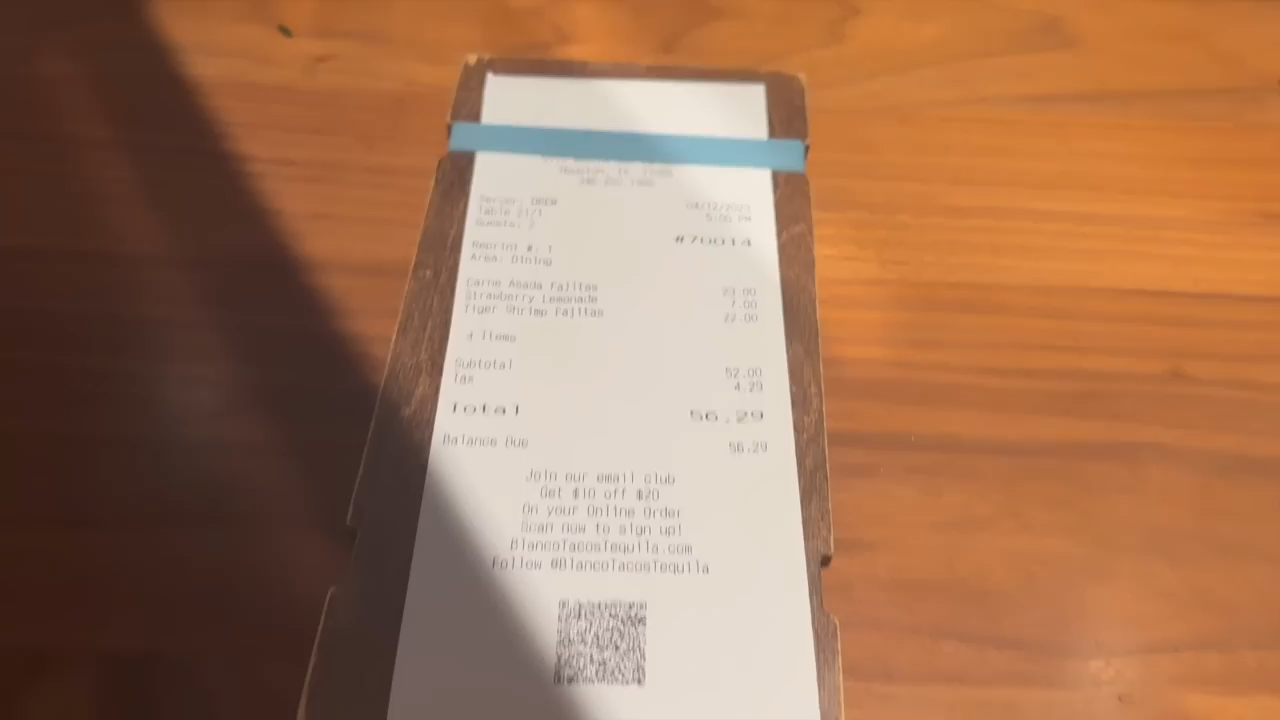 Houston, TX
Server: DREW
04/12/2023
Table 21/1
5:00 PM
Guests: 2
#70014
Reprint #: 1
Area: Dining
Carne Asada Fajitas 23.00
Strawberry Lemonade 7.00
Tiger Shrimp Fajitas 22.00
Items
Subtotal 52.00
Tax 4.29
Total 56.29
Balance Due 56.29
Join our email club
Get $10 off $20
On your Online Order
Scan now to sign up!
BlancoTacosTequila.com
Follow @BlancoTacosTequila